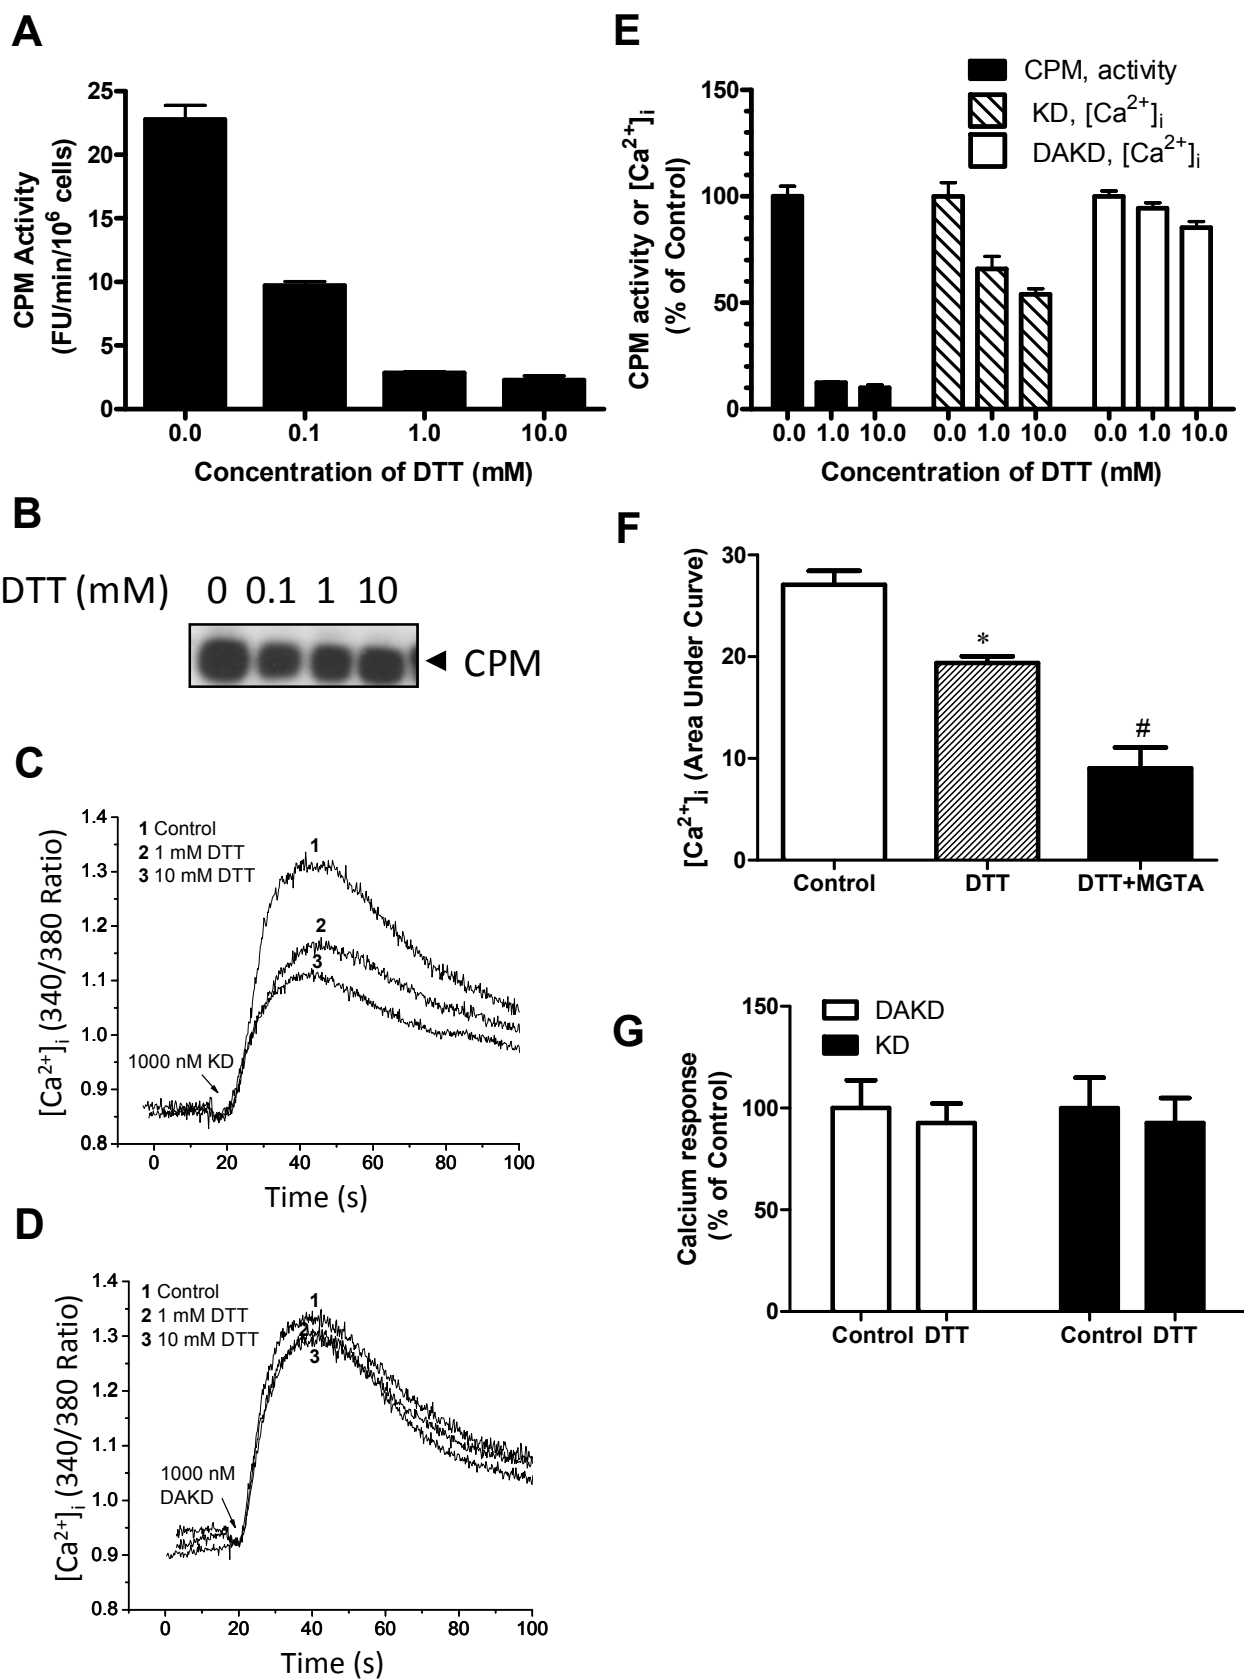 A
25
20
15
10
5
0
CPM Activity
(FU/min/10⁶ cells)
0.0 0.1 1.0 10.0
Concentration of DTT (mM)
B
DTT (mM) 0 0.1 1 10
CPM
C
1.4
1.3
1.2
1.1
1.0
0.9
0.8
[Ca²⁺]ᵢ (340/380 Ratio)
1 Control
2 1 mM DTT
3 10 mM DTT
1
2
3
1000 nM KD
0 20 40 60 80 100
Time (s)
D
1.4
1.3
1.2
1.1
1.0
0.9
0.8
[Ca²⁺]ᵢ (340/380 Ratio)
1 Control
2 1 mM DTT
3 10 mM DTT
1
2
3
1000 nM
DAKD
0 20 40 60 80 100
Time (s)
E
CPM, activity
KD, [Ca²⁺]ᵢ
DAKD, [Ca²⁺]ᵢ
150
100
50
0
CPM activity or [Ca²⁺]ᵢ
(% of Control)
0.0 1.0 10.0 0.0 1.0 10.0 0.0 1.0 10.0
Concentration of DTT (mM)
F
30
20
10
0
[Ca²⁺]ᵢ (Area Under Curve)
*
#
Control DTT DTT+MGTA
G
DAKD
KD
150
100
50
0
Calcium response
(% of Control)
Control DTT Control DTT